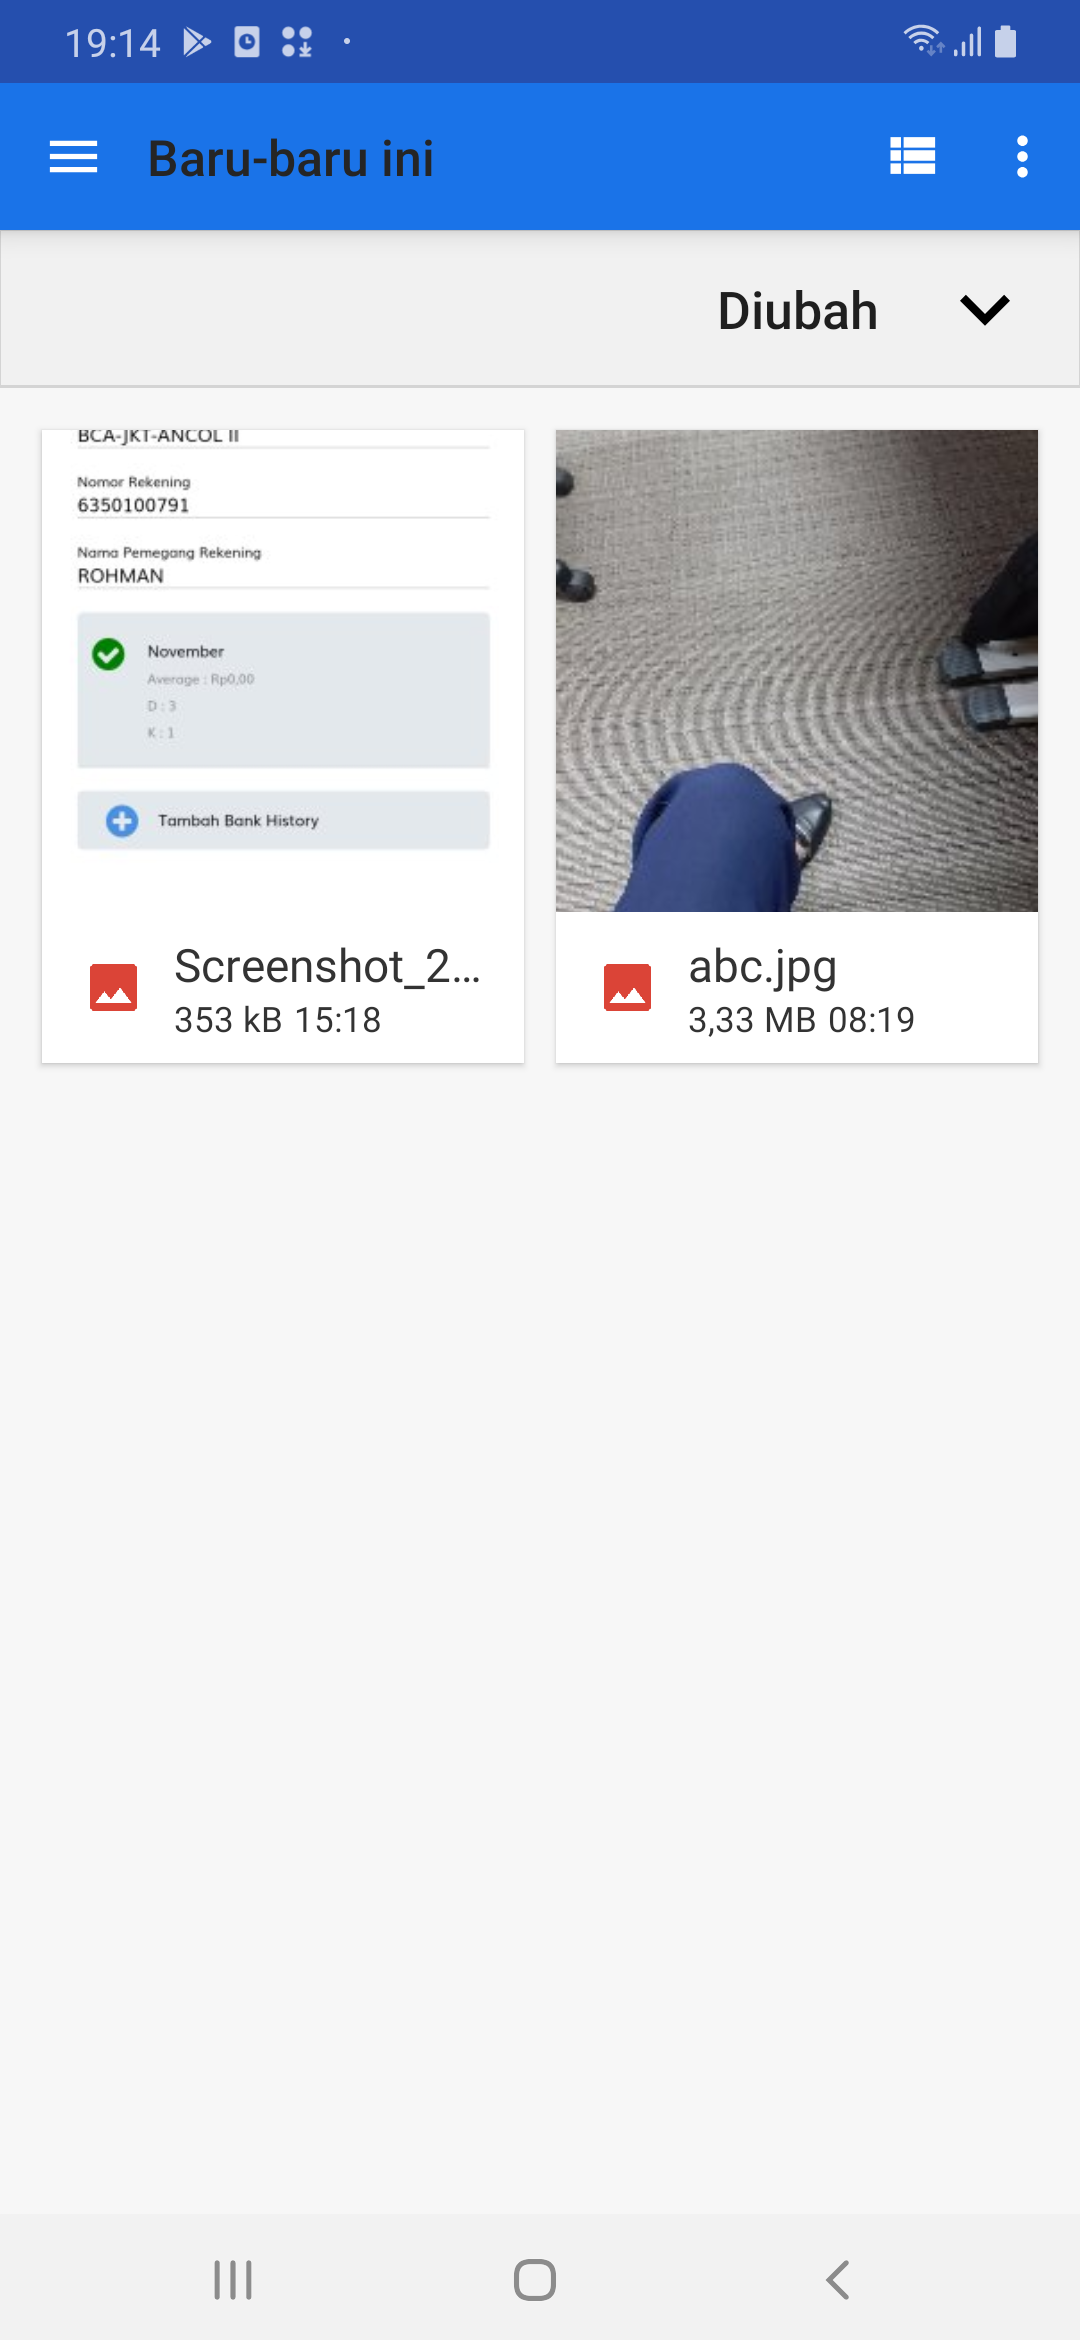 19:14
Baru-baru ini
Diubah
BCA-JKT-ANCOL II
Nomor Rekening
6350100791
Nama Pemegang Rekening
ROHMAN
November
Average : Rp0,00
D : 3
K : 1
Tambah Bank History
Screenshot_2...
353 kB 15:18
abc.jpg
3,33 MB 08:19